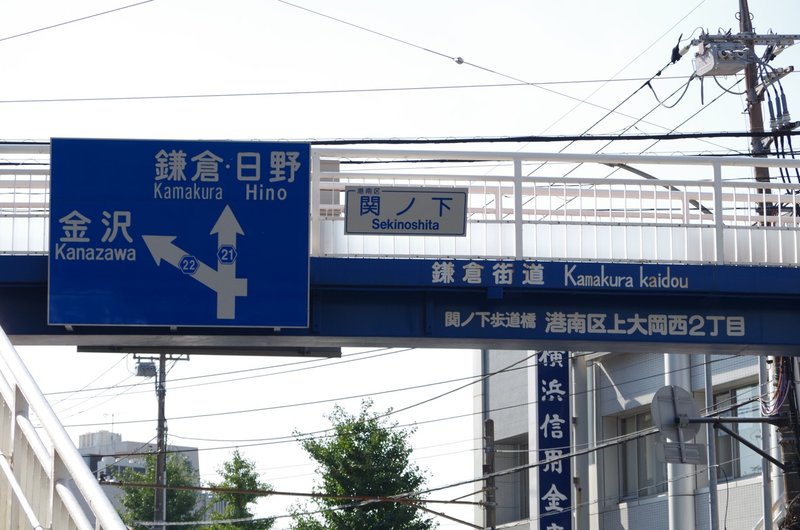 鎌倉・日野
Kamakura Hino
金沢
Kanazawa
21
22
港南区
関ノ下
Sekinoshita
鎌倉街道 Kamakura kaidou
関ノ下歩道橋 港南区上大岡西2丁目
横浜信用金